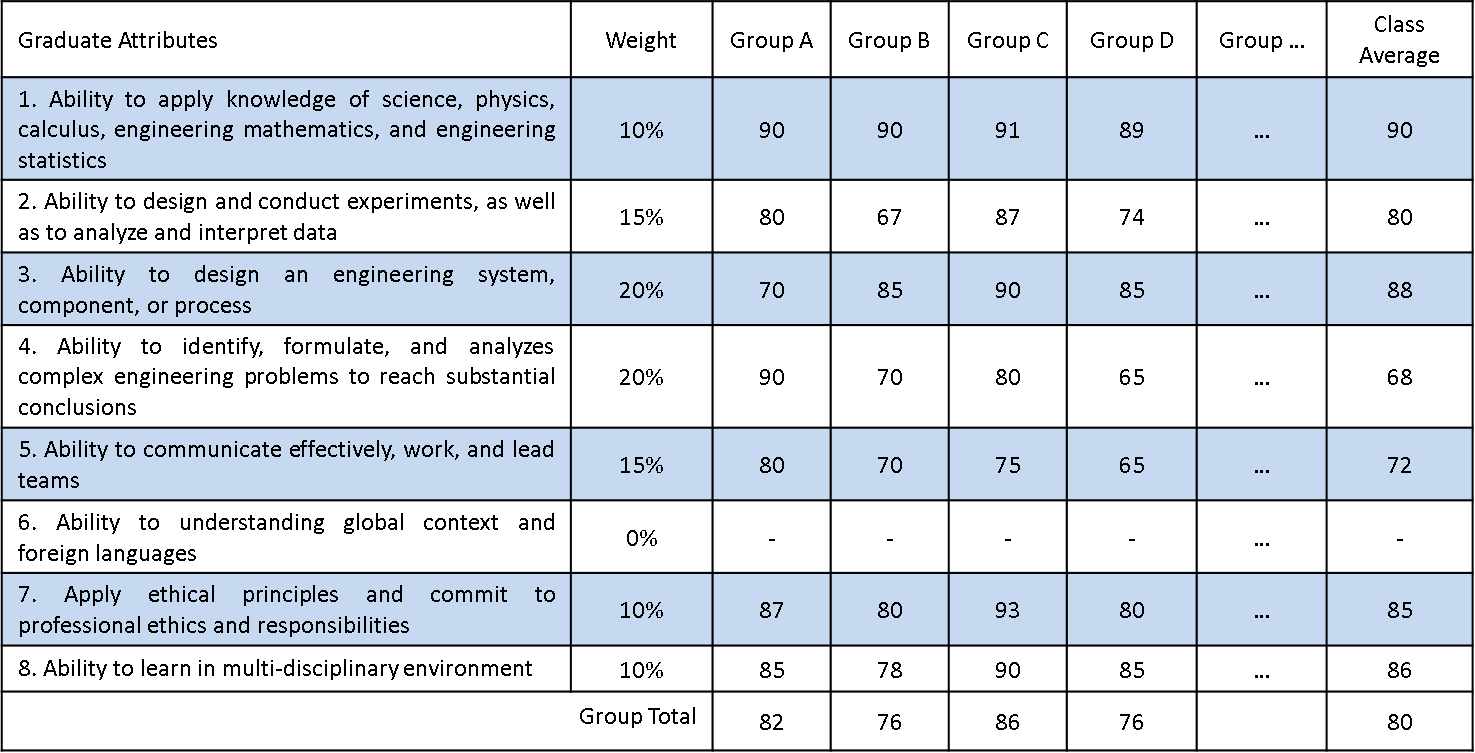 Graduate Attributes Weight Group A Group B Group C Group D Group ... Class Average
1. Ability to apply knowledge of science, physics,
calculus, engineering mathematics, and engineering
statistics
10% 90 90 91 89 ... 90
2. Ability to design and conduct experiments, as well
as to analyze and interpret data
15% 80 67 87 74 ... 80
3. Ability to design an engineering system,
component, or process
20% 70 85 90 85 ... 88
4. Ability to identify, formulate, and analyzes
complex engineering problems to reach substantial
conclusions
20% 90 70 80 65 ... 68
5. Ability to communicate effectively, work, and lead
teams
15% 80 70 75 65 ... 72
6. Ability to understanding global context and
foreign languages
0% - - - - ... -
7. Apply ethical principles and commit to
professional ethics and responsibilities
10% 87 80 93 80 ... 85
8. Ability to learn in multi-disciplinary environment 10% 85 78 90 85 ... 86
Group Total 82 76 86 76 80